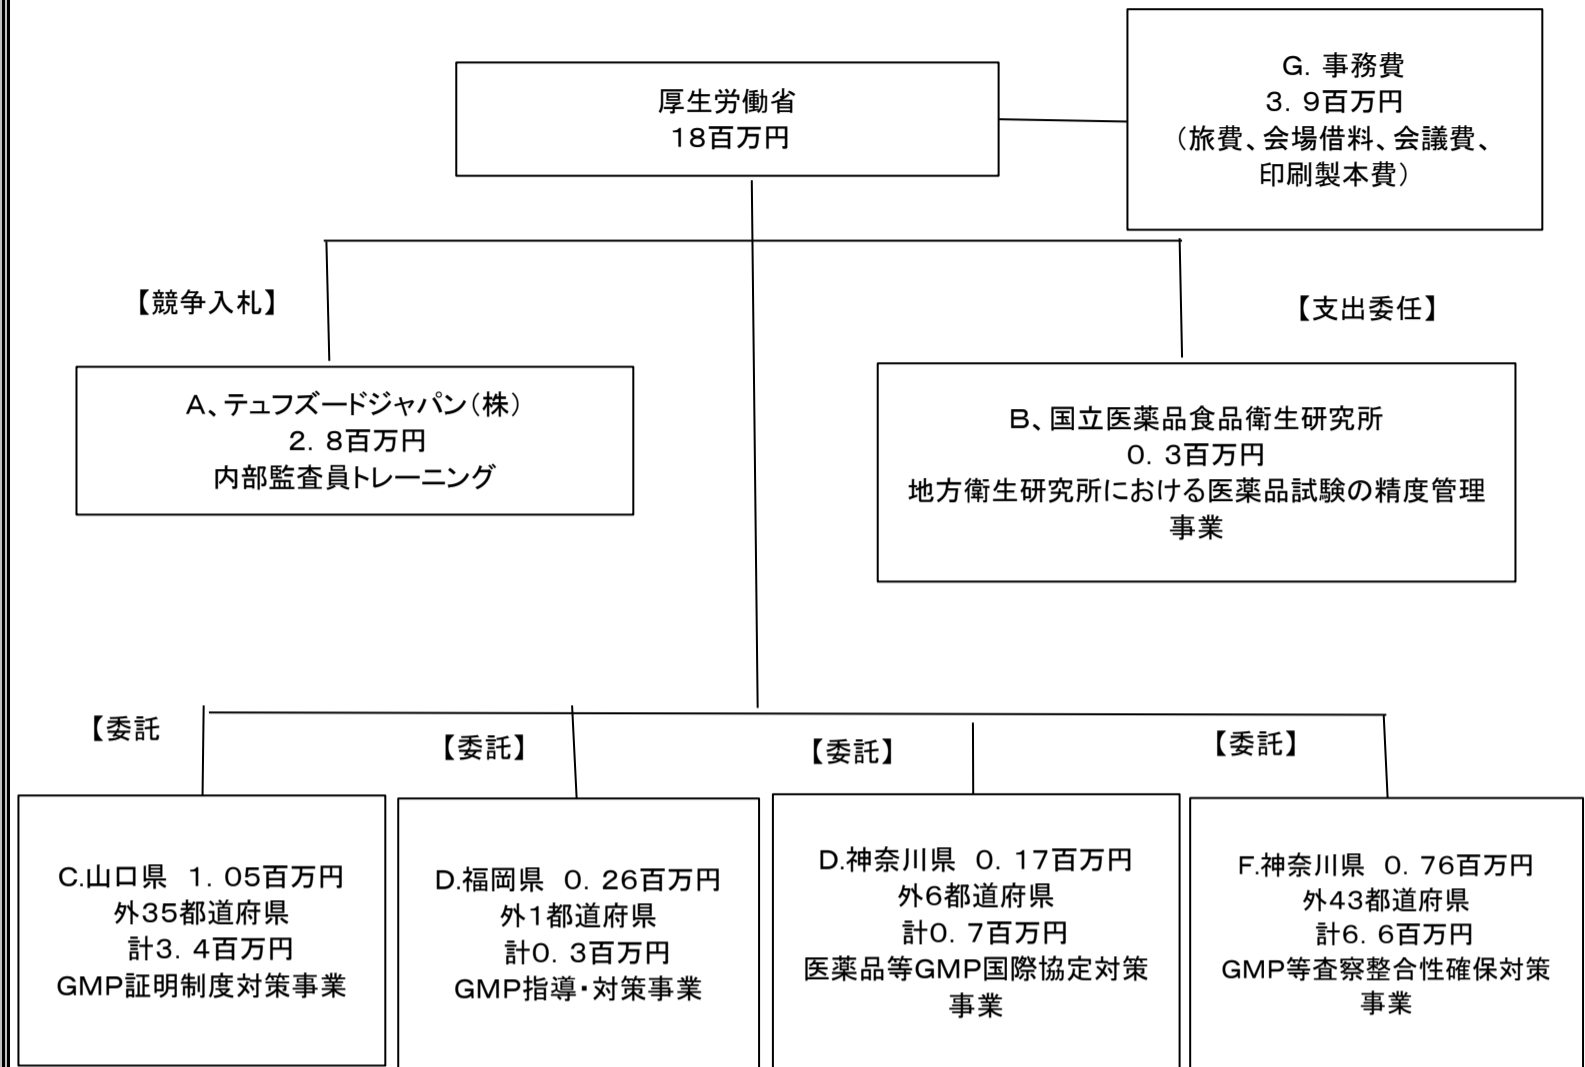 厚生労働省
18百万円
G. 事務費
3. 9百万円
（旅費、会場借料、会議費、
印刷製本費）
【競争入札】
【支出委任】
A、テュフズードジャパン（株）
2. 8百万円
内部監査員トレーニング
B、国立医薬品食品衛生研究所
0. 3百万円
地方衛生研究所における医薬品試験の精度管理
事業
【委託
【委託】
【委託】
【委託】
C.山口県 1. 05百万円
外35都道府県
計3. 4百万円
GMP証明制度対策事業
D.福岡県 0. 26百万円
外1都道府県
計0. 3百万円
GMP指導・対策事業
D.神奈川県 0. 17百万円
外6都道府県
計0. 7百万円
医薬品等GMP国際協定対策
事業
F.神奈川県 0. 76百万円
外43都道府県
計6. 6百万円
GMP等査察整合性確保対策
事業